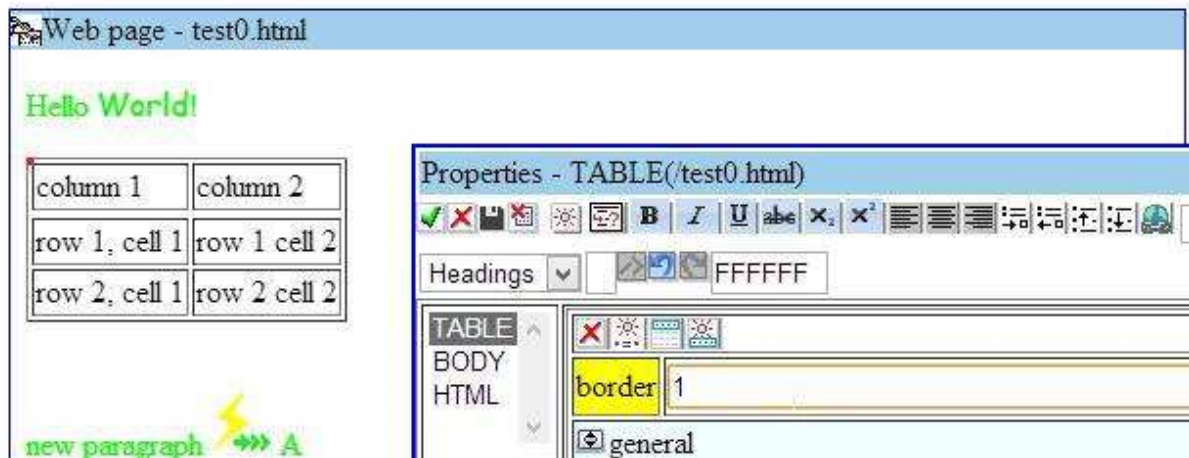 Web page - test0.html
Hello World!
column 1 column 2
row 1, cell 1 row 1 cell 2
row 2, cell 1 row 2 cell 2
new paragraph A
Properties - TABLE(/test0.html)
B I U abc x₂ x²
Headings FFFFFF
TABLE
BODY
HTML
border 1
general